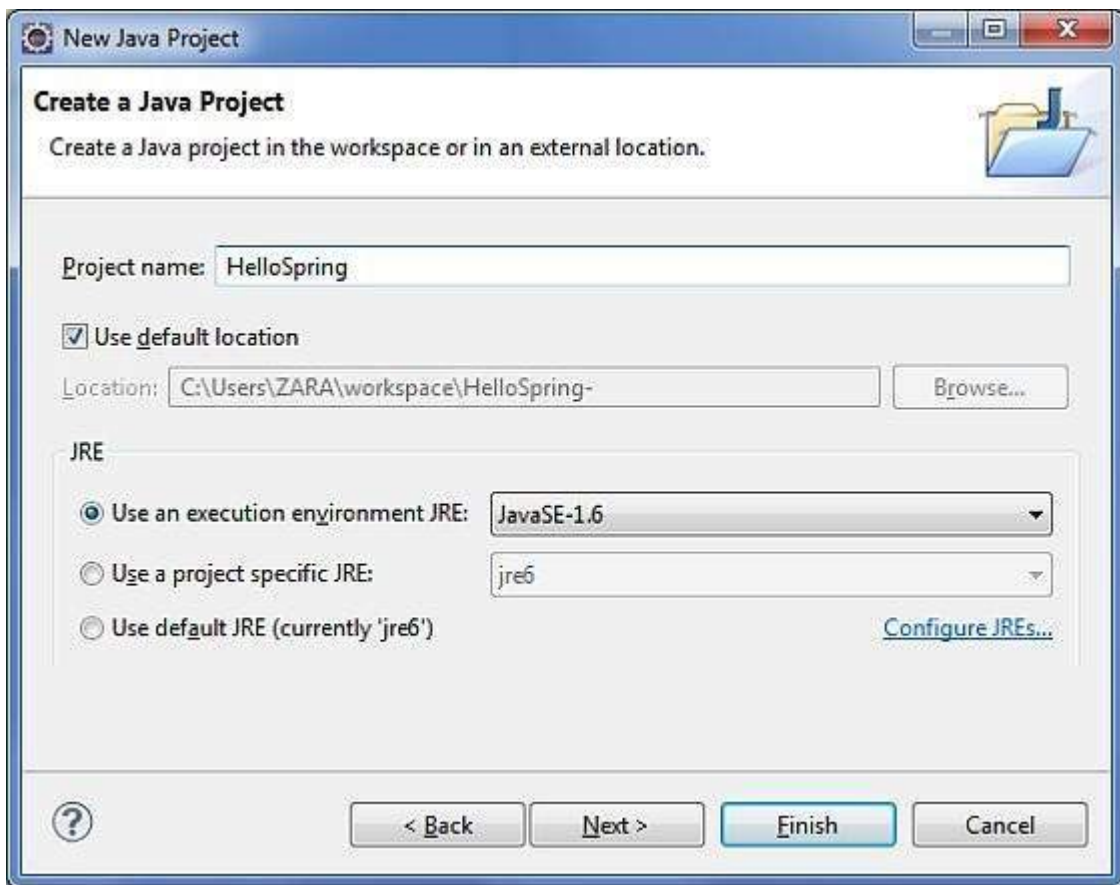 New Java Project
Create a Java Project
Create a Java project in the workspace or in an external location.
Project name: HelloSpring
Use default location
Location: C:\Users\ZARA\workspace\HelloSpring-
Browse...
JRE
Use an execution environment JRE: JavaSE-1.6
Use a project specific JRE: jre6
Use default JRE (currently 'jre6') Configure JREs...
< Back Next > Finish Cancel